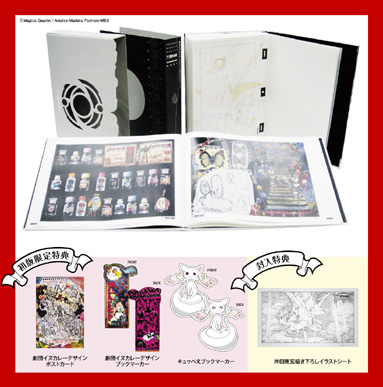 ©Magica Quartet / Aniplex・Madoka Partners・MBS
初版限定特典
封入特典
FRONT
BACK
FRONT
BACK
劇団イヌカレーデザイン
ポストカード
劇団イヌカレーデザイン
ブックマーカー
キュゥべえブックマーカー
岸田隆宏描き下ろしイラストシート